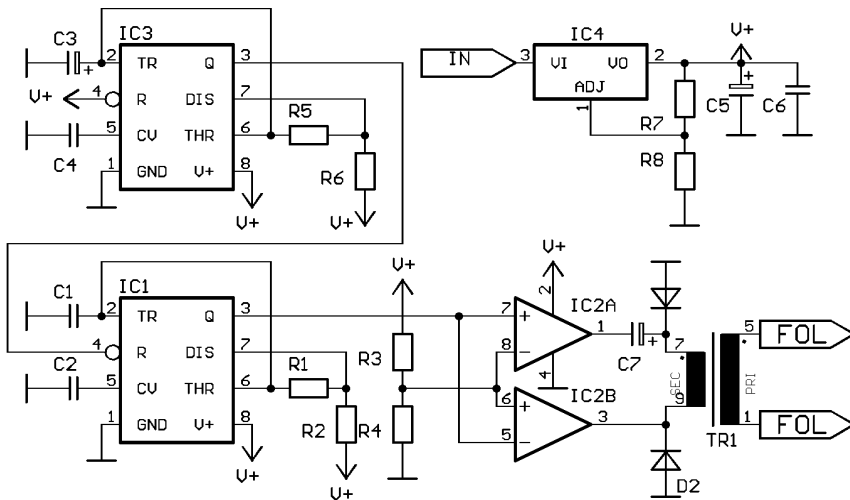 C3 IC3 IC4 V+
2 TR Q 3 IN 3 VI VO 2
V+ 4 R DIS 7 ADJ
R5 1 C5 C6
5 CV THR 6 R7
C4
1 GND V+ 8 R6 R8
V+ V+
V+ V+
C1 IC1 2 IC2A
2 TR Q 3 7 + 1
4 R DIS 7 8 - C7 7 5 FOL
C2 R1 R3 4 SEC PRI
5 CV THR 6 6 + IC2B 9
3 1 FOL
1 GND V+ 8 R2 R4 5 - TR1
V+ V+ D2